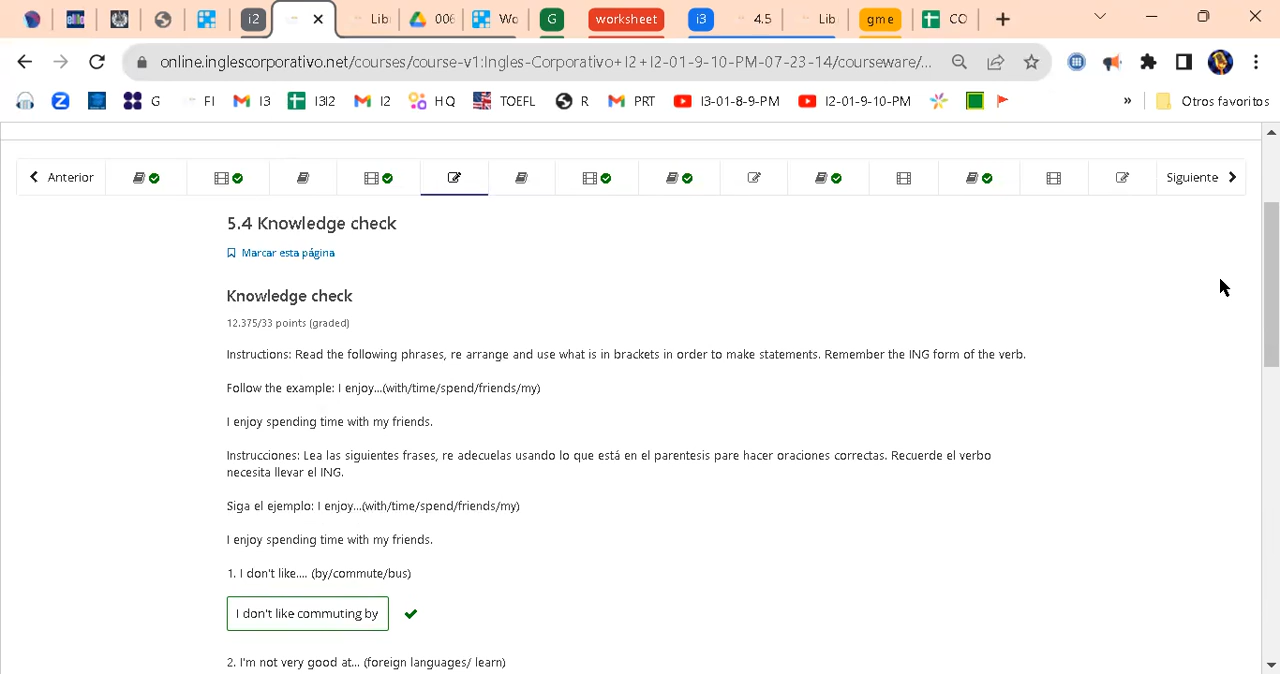 i2
Lib
006
Wo
G
worksheet
i3
4.5
Lib
gme
CO
online.inglescorporativo.net/courses/course-v1:Ingles-Corporativo+I2+I2-01-9-10-PM-07-23-14/courseware/...
G
FI
I3
I3I2
I2
HQ
TOEFL
R
PRT
I3-01-8-9-PM
I2-01-9-10-PM
»
Otros favoritos
Anterior
Siguiente
5.4 Knowledge check
Marcar esta página
Knowledge check
12.375/33 points (graded)
Instructions: Read the following phrases, re arrange and use what is in brackets in order to make statements. Remember the ING form of the verb.
Follow the example: I enjoy...(with/time/spend/friends/my)
I enjoy spending time with my friends.
Instrucciones: Lea las siguientes frases, re adecuelas usando lo que está en el parentesis pare hacer oraciones correctas. Recuerde el verbo
necesita llevar el ING.
Siga el ejemplo: I enjoy...(with/time/spend/friends/my)
I enjoy spending time with my friends.
1. I don't like.... (by/commute/bus)
I don't like commuting by
2. I'm not very good at... (foreign languages/ learn)